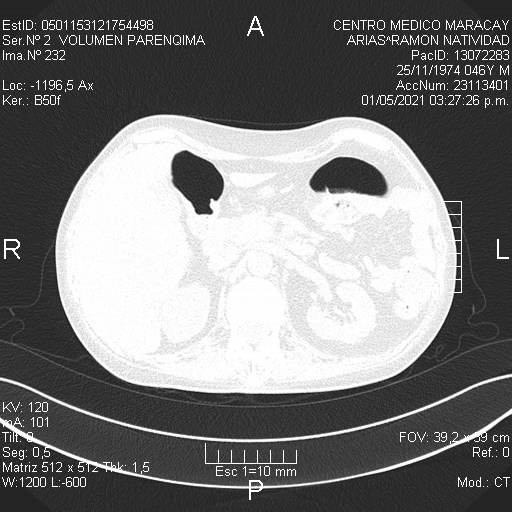 EstID: 0501153121754498
Ser.Nº 2 VOLUMEN PARENQIMA
Ima.Nº 232
Loc: -1196,5 Ax
Ker.: B50f
A
CENTRO MEDICO MARACAY
ARIAS^RAMON NATIVIDAD
PacID: 13072283
25/11/1974 046Y M
AccNum: 23113401
01/05/2021 03:27:26 p.m.
R
L
KV: 120
mA: 101
Tilt: 0
Seg: 0,5
Matriz 512 x 512 Thk: 1,5
W:1200 L:-600
Esc 1=10 mm
P
FOV: 39,2 x 39 cm
Ref.: 0
Mod.: CT